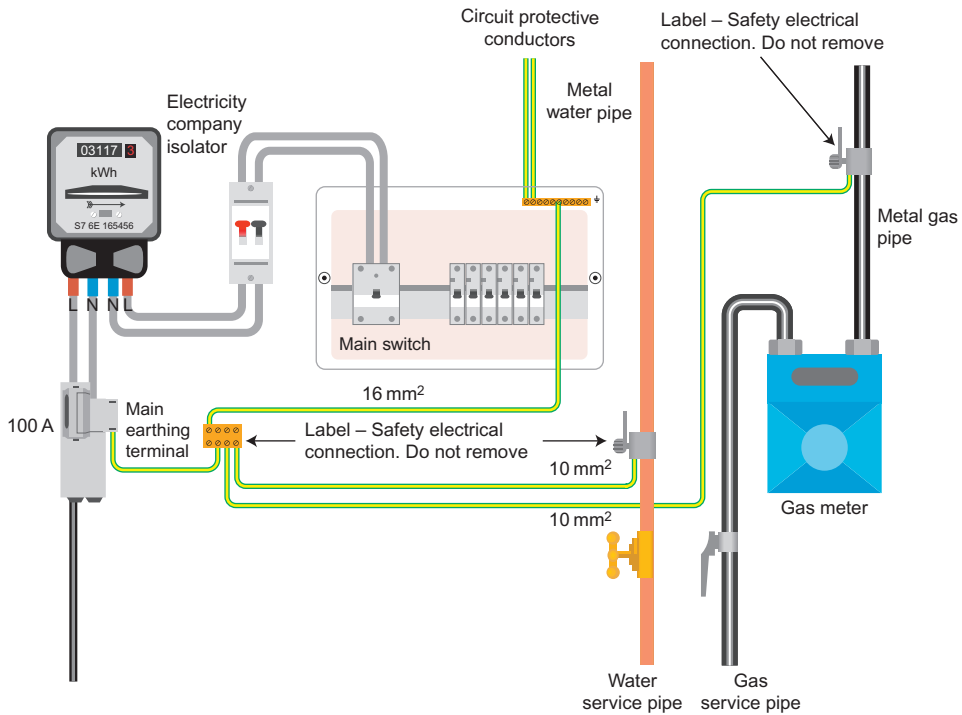 Circuit protective
conductors
Label – Safety electrical
connection. Do not remove
Electricity
company
isolator
Metal
water pipe
03117 3
kWh
S7 6E 165456
Metal gas
pipe
L N N L
Main switch
16 mm²
100 A
Main
earthing
terminal
Label – Safety electrical
connection. Do not remove
10 mm²
10 mm²
Gas meter
Water
service pipe
Gas
service pipe